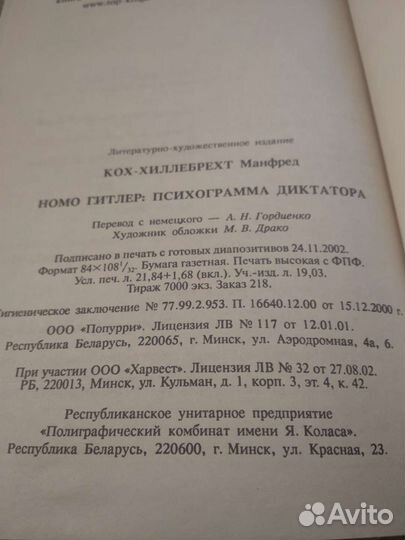 Литературно-художественное издание
КОХ-ХИЛЛЕБРЕХТ Манфред
HOMO ГИТЛЕР: ПСИХОГРАММА ДИКТАТОРА
Перевод с немецкого — А. Н. Гордиенко
Художник обложки М. В. Драко
Подписано в печать с готовых диапозитивов 24.11.2002.
Формат 84×108 1/32. Бумага газетная. Печать высокая с ФПФ.
Усл. печ. л. 21,84+1,68 (вкл.). Уч.-изд. л. 19,03.
Тираж 7000 экз. Заказ 218.
игиеническое заключение № 77.99.2.953. П. 16640.12.00 от 15.12.2000 г.
ООО «Попурри». Лицензия ЛВ № 117 от 12.01.01.
Республика Беларусь, 220065, г. Минск, ул. Аэродромная, 4а, 6.
При участии ООО «Харвест». Лицензия ЛВ № 32 от 27.08.02.
РБ, 220013, Минск, ул. Кульман, д. 1, корп. 3, эт. 4, к. 42.
Республиканское унитарное предприятие
«Полиграфический комбинат имени Я. Коласа».
Республика Беларусь, 220600, г. Минск, ул. Красная, 23.
Avito